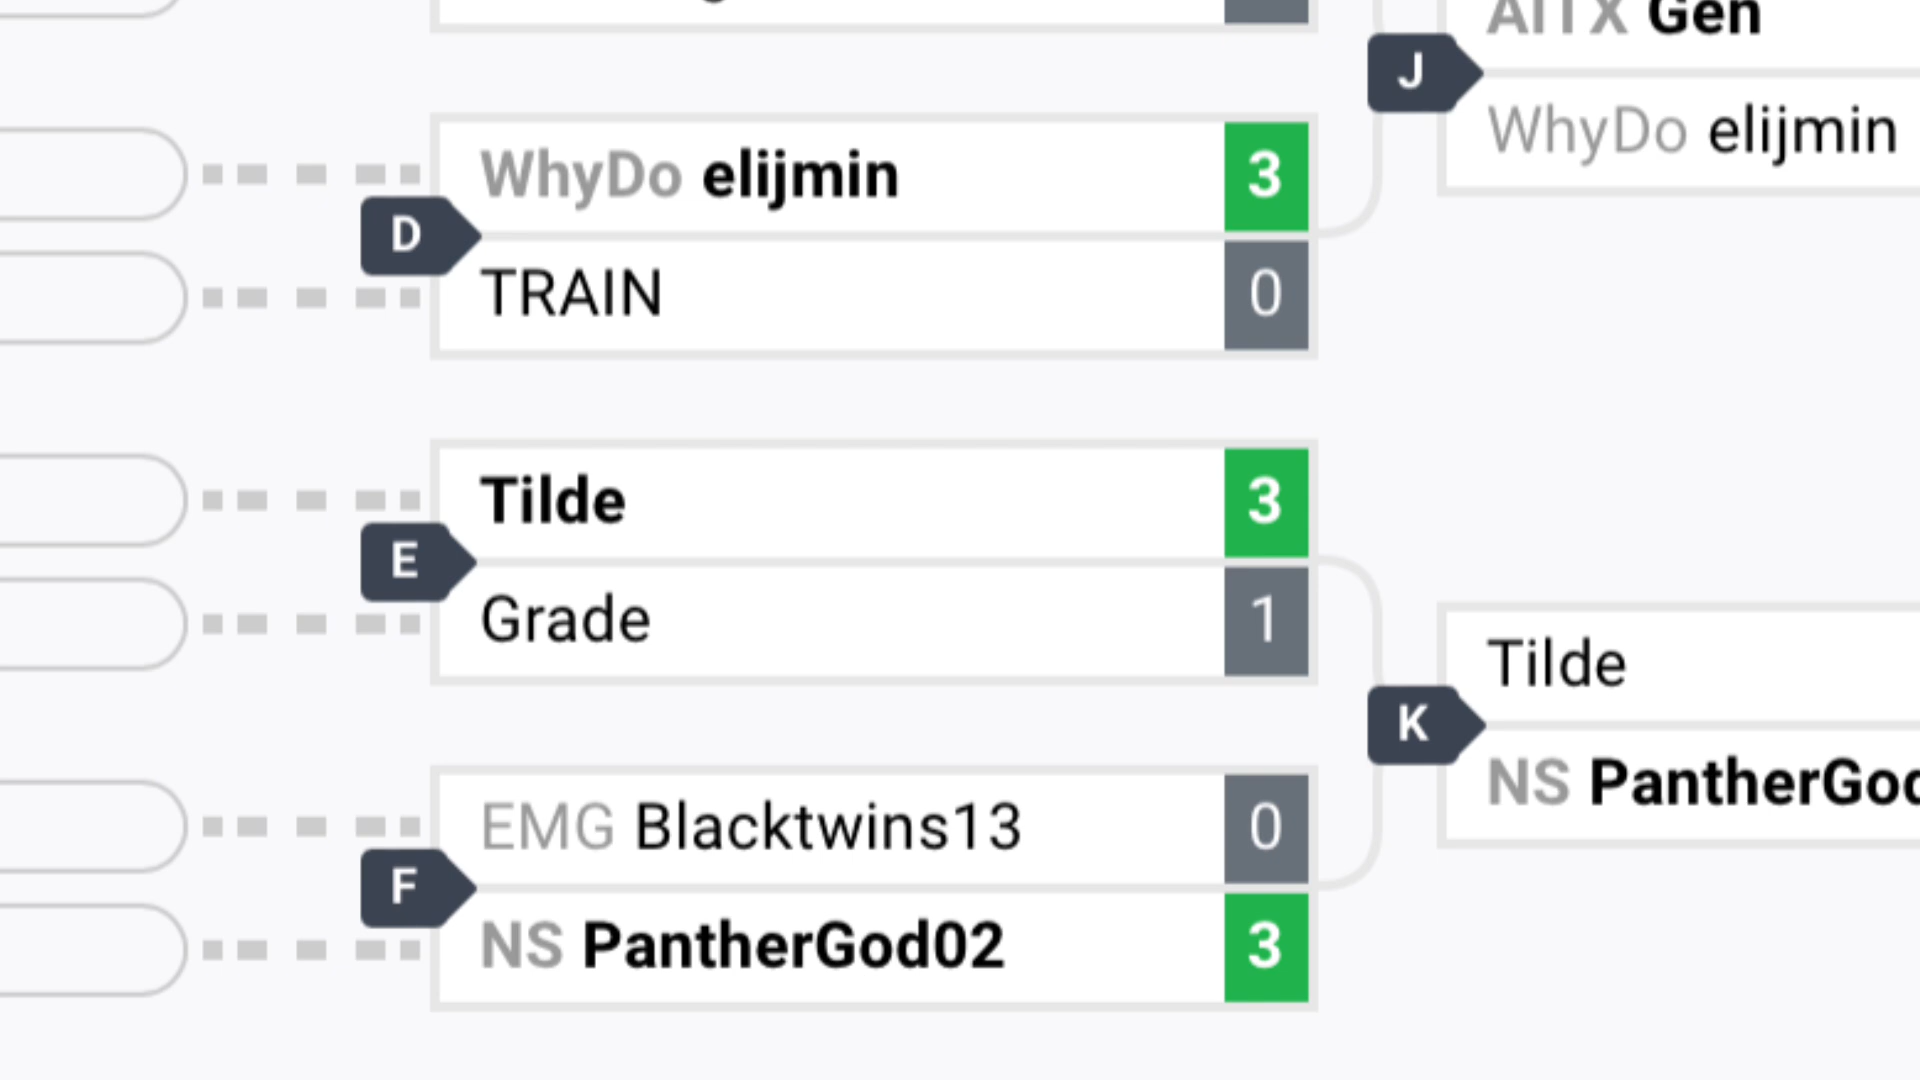 AITX Gen
J
WhyDo elijmin
WhyDo elijmin 3
D
TRAIN 0
Tilde 3
E
Grade 1
Tilde
K
NS PantherGod
EMG Blacktwins13 0
F
NS PantherGod02 3